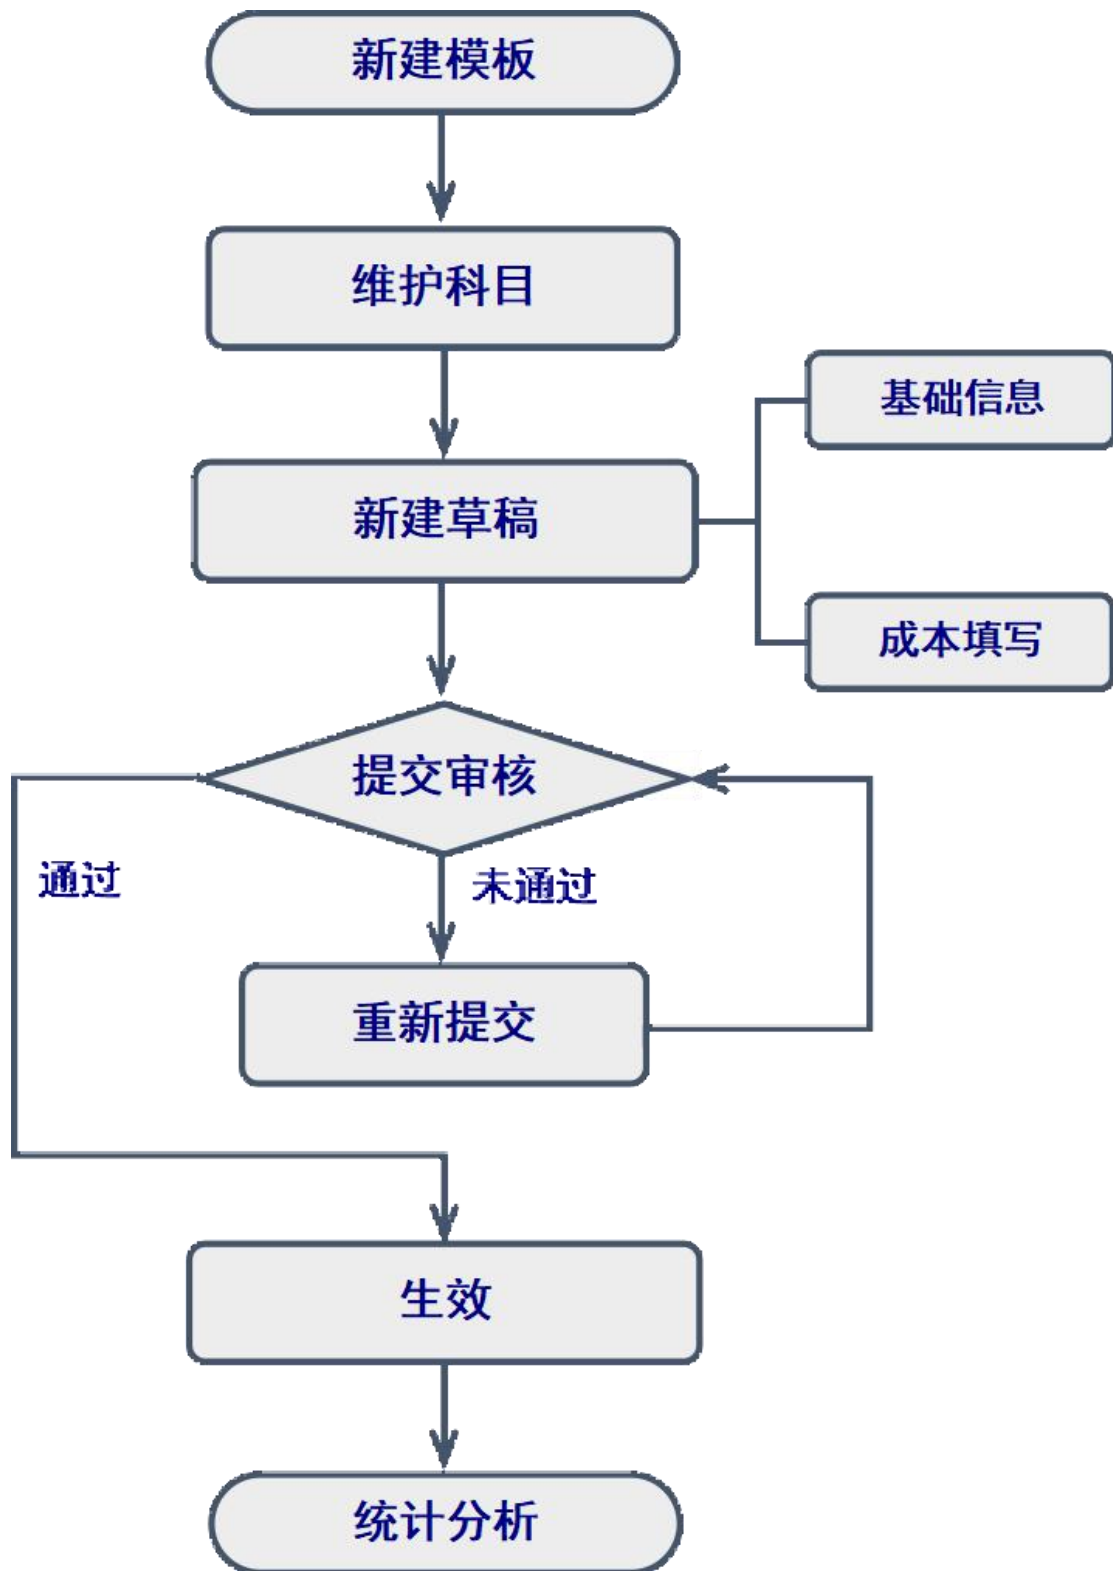 新建模板
维护科目
基础信息
新建草稿
成本填写
提交审核
通过
未通过
重新提交
生效
统计分析